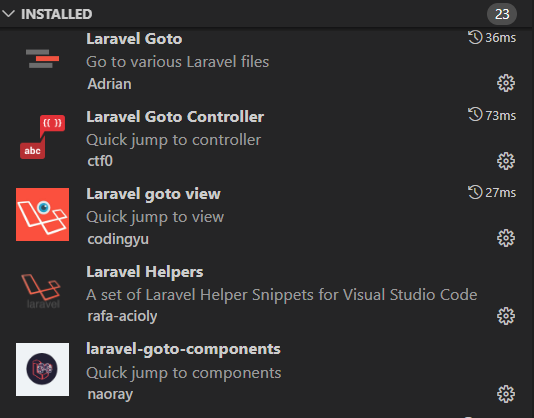 INSTALLED 23
Laravel Goto 36ms
Go to various Laravel files
Adrian
{{ }}
abc
Laravel Goto Controller 73ms
Quick jump to controller
ctf0
Laravel goto view 27ms
Quick jump to view
codingyu
laravel
Laravel Helpers
A set of Laravel Helper Snippets for Visual Studio Code
rafa-acioly
laravel-goto-components
Quick jump to components
naoray